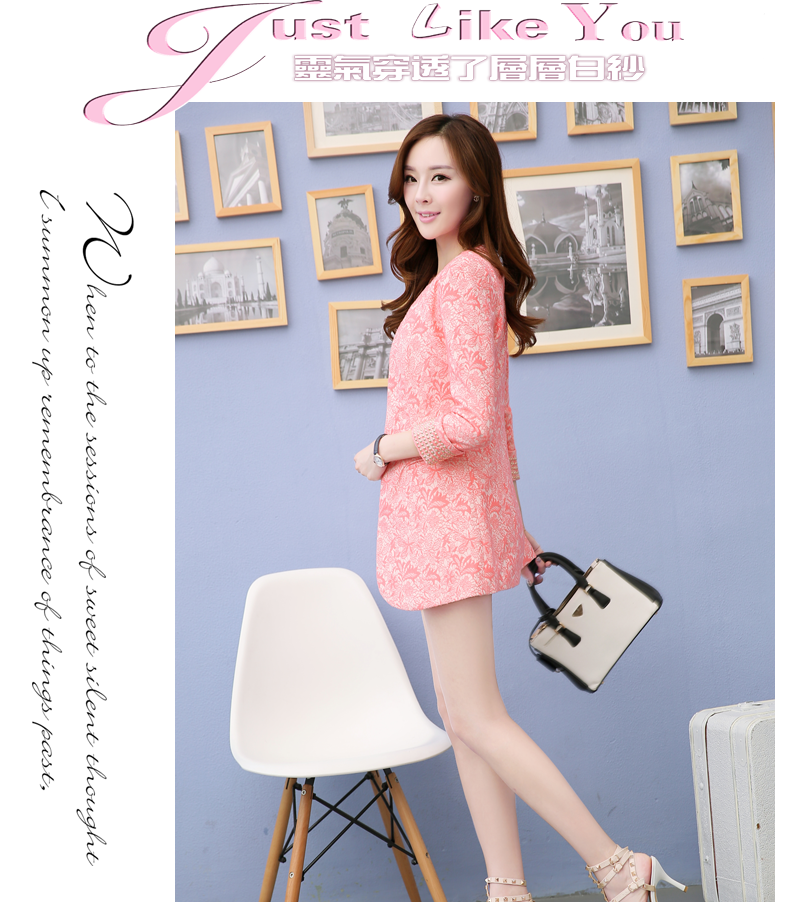 Just Like You
靈氣穿透了層層白紗
When to the sessions of sweet silent thought
I summon up remembrance of things past,